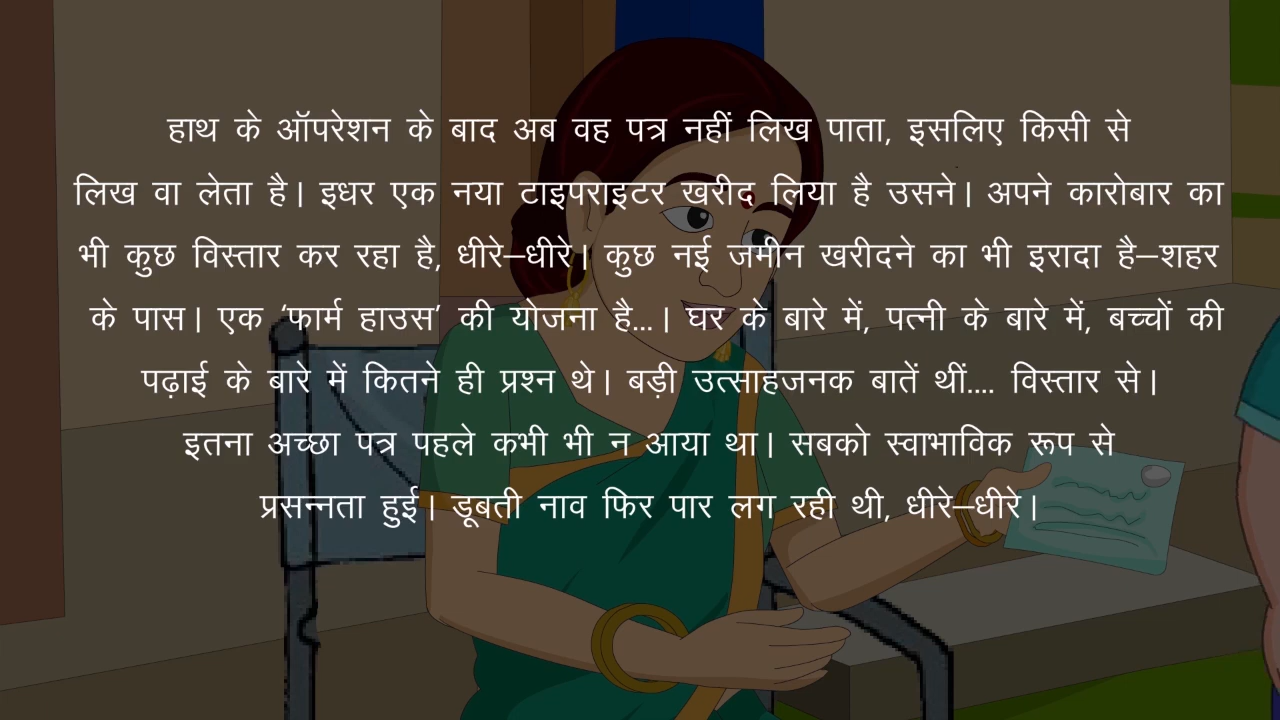 हाथ के ऑपरेशन के बाद अब वह पत्र नहीं लिख पाता, इसलिए किसी से
लिख वा लेता है। इधर एक नया टाइपराइटर खरीद लिया है उसने। अपने कारोबार का
भी कुछ विस्तार कर रहा है, धीरे–धीरे। कुछ नई जमीन खरीदने का भी इरादा है–शहर
के पास। एक ‘फार्म हाउस’ की योजना है...। घर के बारे में, पत्नी के बारे में, बच्चों की
पढ़ाई के बारे में कितने ही प्रश्न थे। बड़ी उत्साहजनक बातें थीं.... विस्तार से।
इतना अच्छा पत्र पहले कभी भी न आया था। सबको स्वाभाविक रूप से
प्रसन्नता हुई। डूबती नाव फिर पार लग रही थी, धीरे–धीरे।